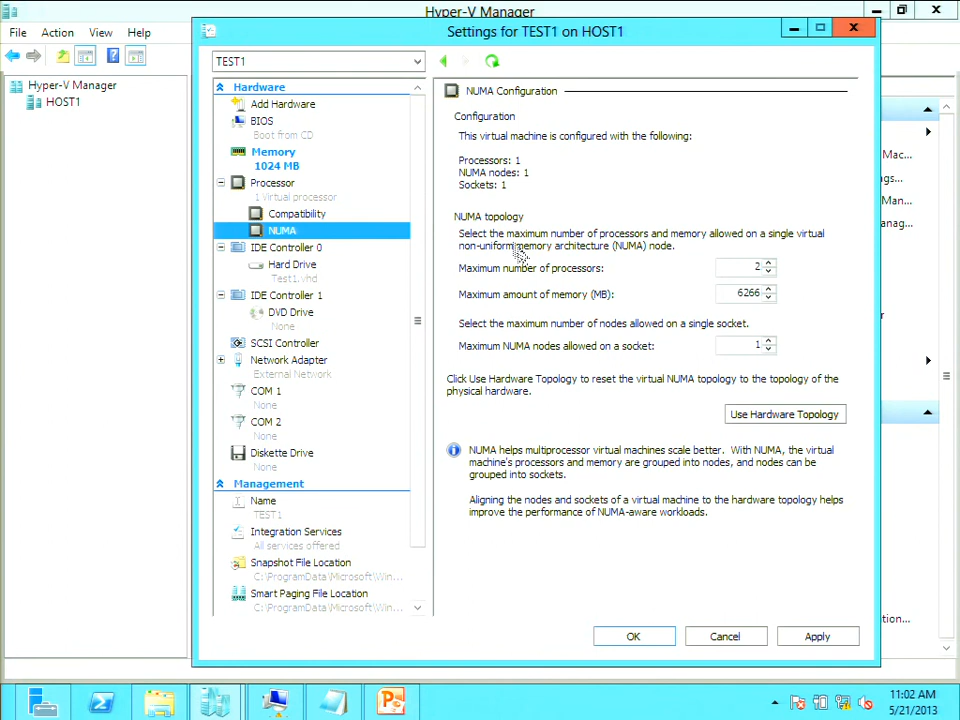 Hyper-V Manager
File Action View Help
Hyper-V Manager
HOST1
Settings for TEST1 on HOST1
TEST1
Hardware
Add Hardware
BIOS
Boot from CD
Memory
1024 MB
Processor
1 Virtual processor
Compatibility
NUMA
IDE Controller 0
Hard Drive
Test1.vhd
IDE Controller 1
DVD Drive
None
SCSI Controller
Network Adapter
External Network
COM 1
None
COM 2
None
Diskette Drive
None
Management
Name
TEST1
Integration Services
All services offered
Snapshot File Location
C:\ProgramData\Microsoft\Win...
Smart Paging File Location
C:\ProgramData\Microsoft\Win...
NUMA Configuration
Configuration
This virtual machine is configured with the following:
Processors: 1
NUMA nodes: 1
Sockets: 1
NUMA topology
Select the maximum number of processors and memory allowed on a single virtual
non-uniform memory architecture (NUMA) node.
Maximum number of processors: 2
Maximum amount of memory (MB): 6266
Select the maximum number of nodes allowed on a single socket.
Maximum NUMA nodes allowed on a socket: 1
Click Use Hardware Topology to reset the virtual NUMA topology to the topology of the
physical hardware.
Use Hardware Topology
NUMA helps multiprocessor virtual machines scale better. With NUMA, the virtual
machine's processors and memory are grouped into nodes, and nodes can be
grouped into sockets.
Aligning the nodes and sockets of a virtual machine to the hardware topology helps
improve the performance of NUMA-aware workloads.
OK Cancel Apply
11:02 AM
5/21/2013